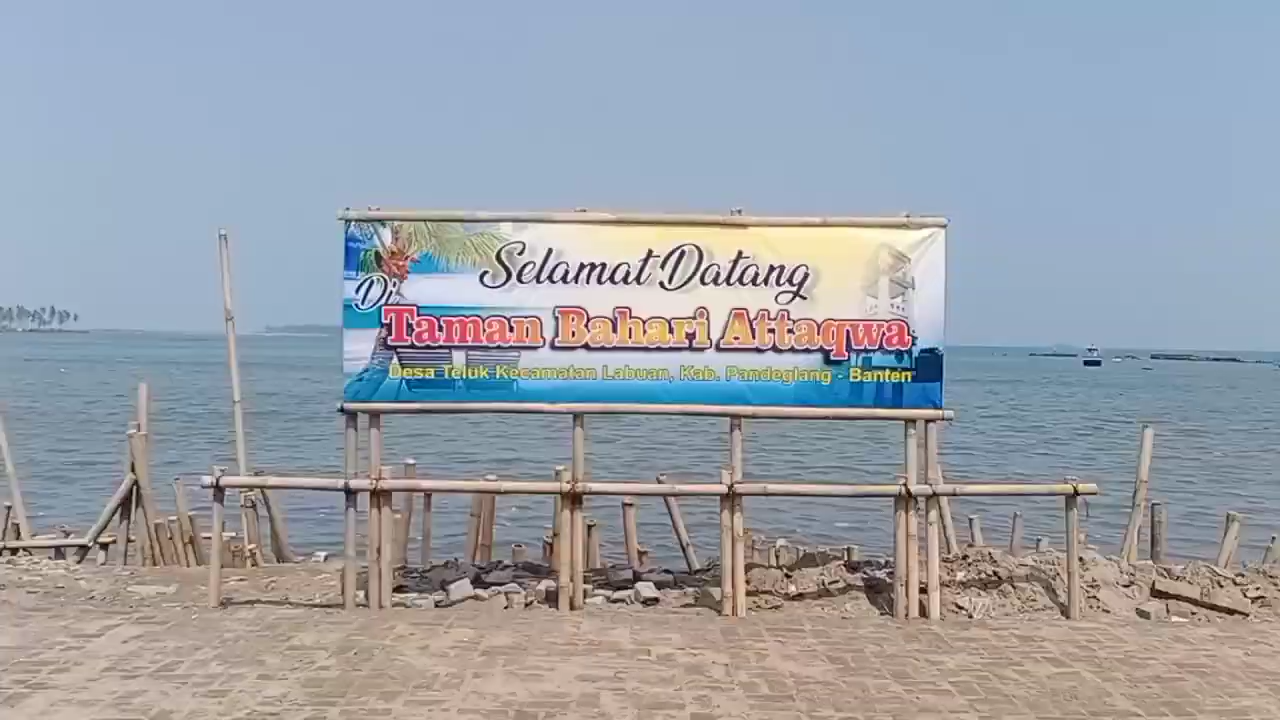 Selamat Datang
Di
Taman Bahari Attaqwa
Desa Teluk Kecamatan Labuan, Kab. Pandeglang - Banten